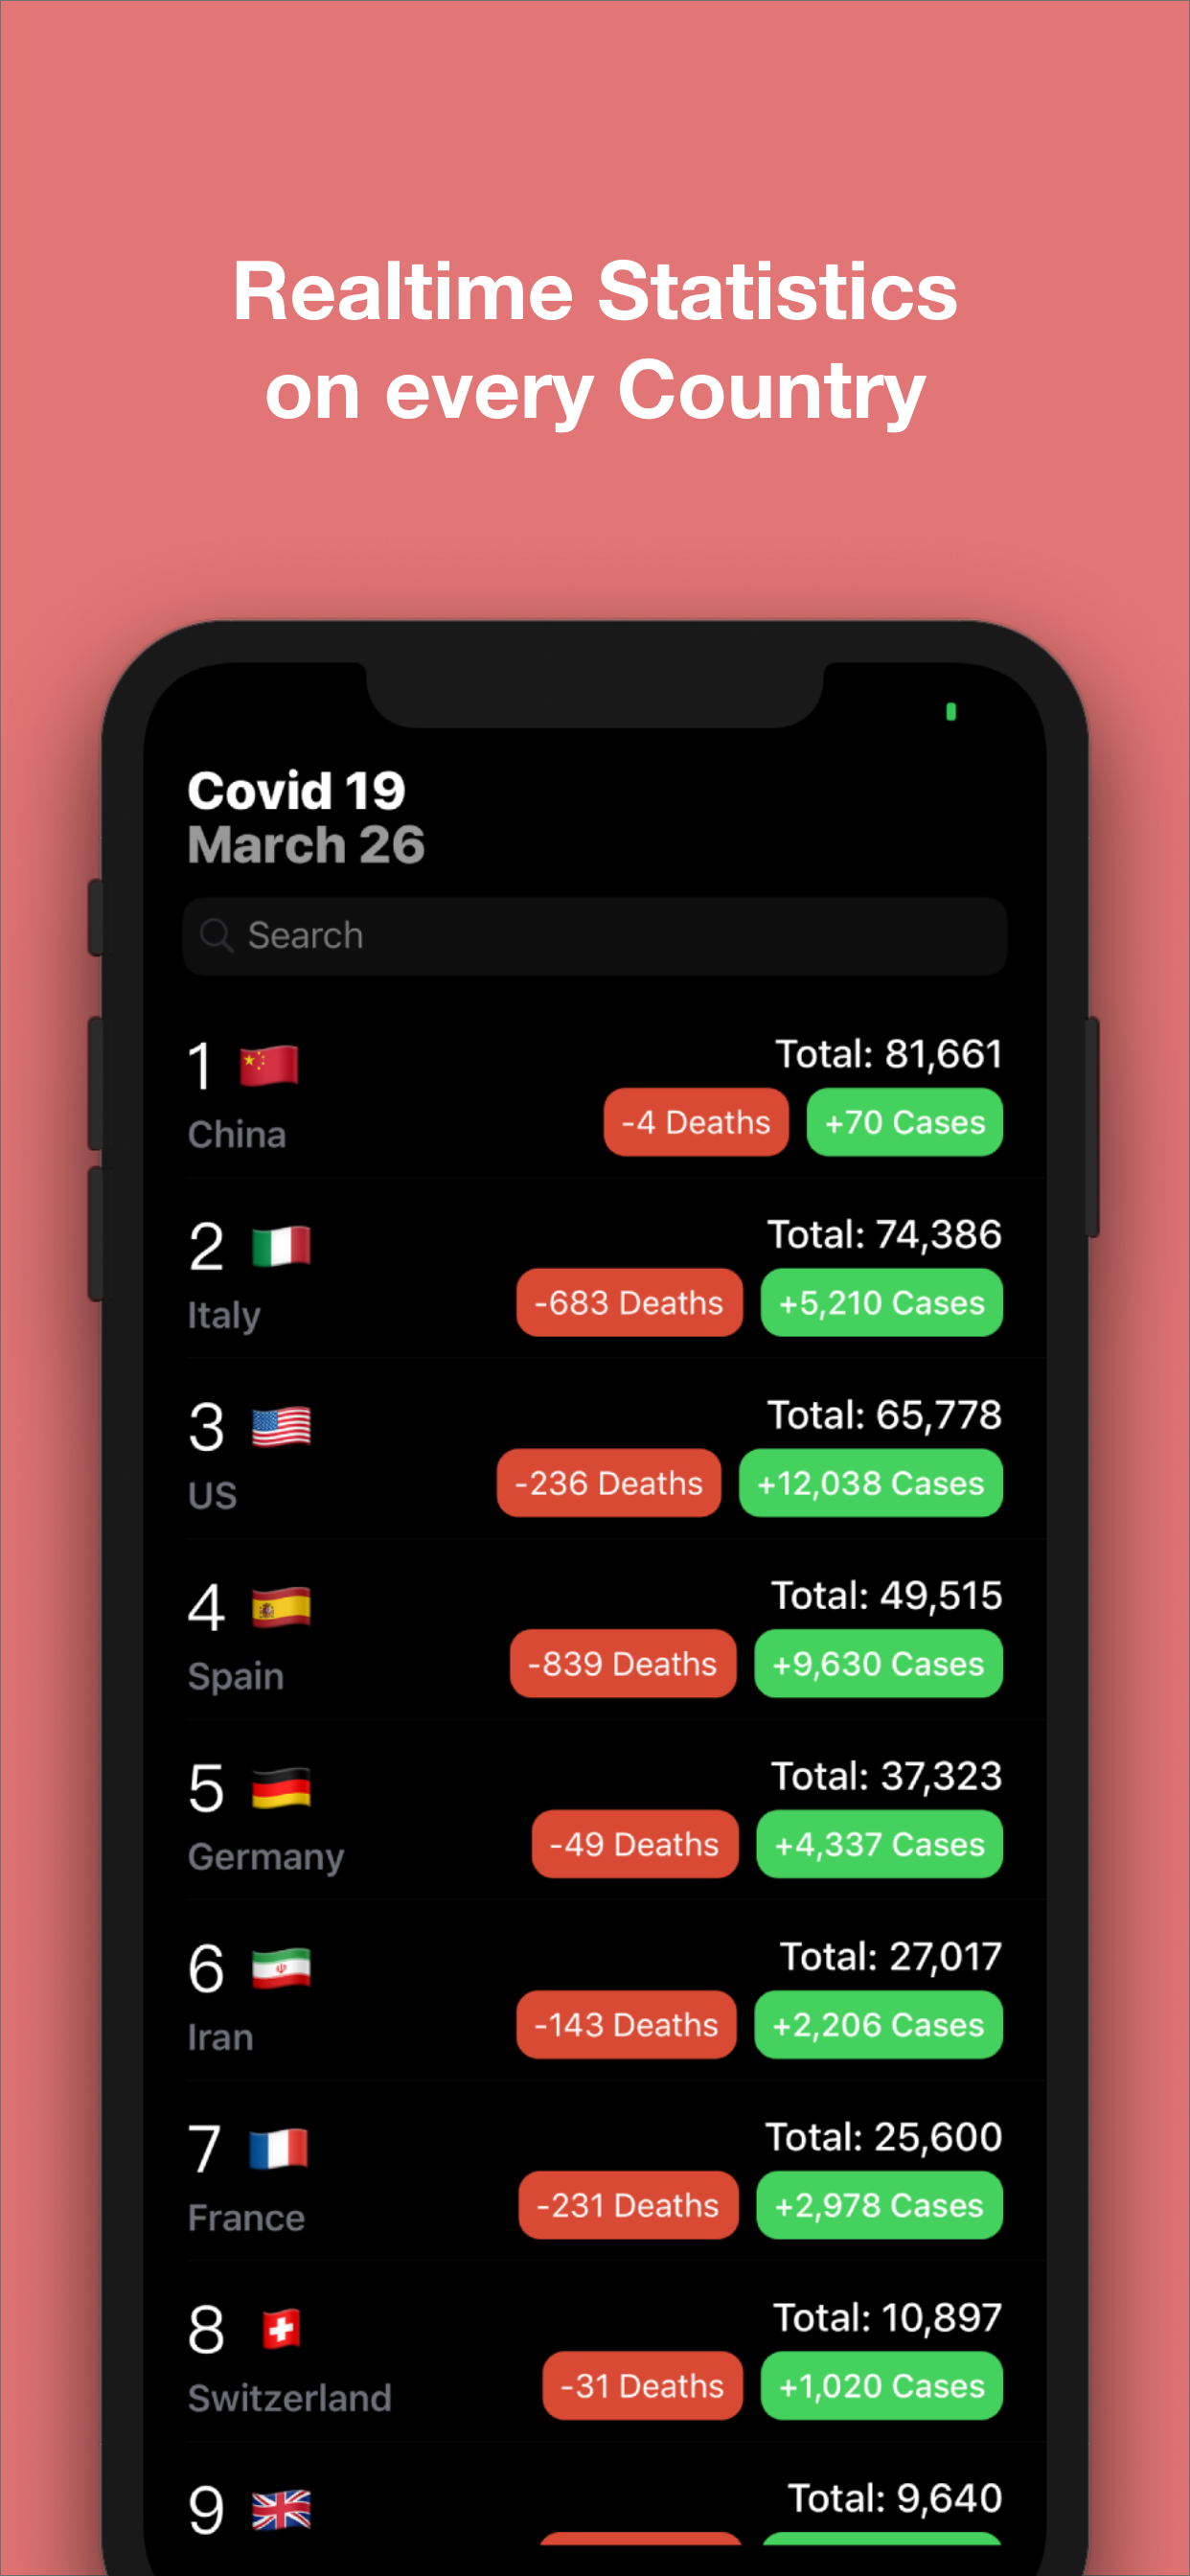 Realtime Statistics
on every Country
Covid 19
March 26
Search
1
Total: 81,661
China
-4 Deaths
+70 Cases
2
Total: 74,386
Italy
-683 Deaths
+5,210 Cases
3
Total: 65,778
US
-236 Deaths
+12,038 Cases
4
Total: 49,515
Spain
-839 Deaths
+9,630 Cases
5
Total: 37,323
Germany
-49 Deaths
+4,337 Cases
6
Total: 27,017
Iran
-143 Deaths
+2,206 Cases
7
Total: 25,600
France
-231 Deaths
+2,978 Cases
8
Total: 10,897
Switzerland
-31 Deaths
+1,020 Cases
9
Total: 9,640